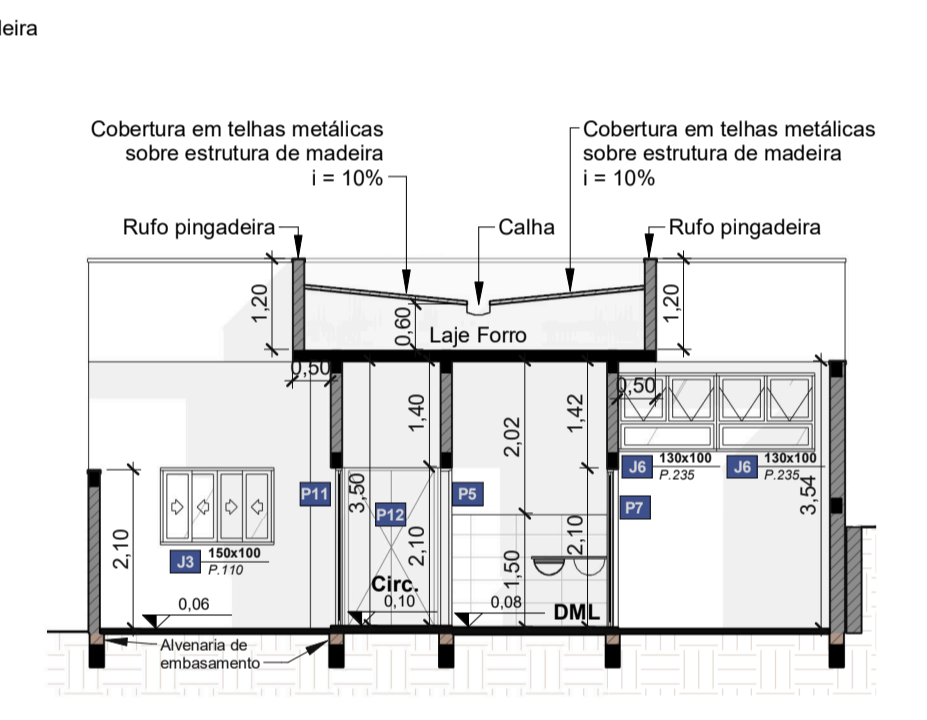 deira
Cobertura em telhas metálicas
sobre estrutura de madeira
i = 10%
Cobertura em telhas metálicas
sobre estrutura de madeira
i = 10%
Rufo pingadeira
Calha
Rufo pingadeira
1,20
0,60
Laje Forro
1,20
0,50
1,40
2,02
1,42
0,50
J6
130x100
P.235
J6
130x100
P.235
P11
3,50
P12
P5
P7
3,54
2,10
J3
150x100
P.110
2,10
1,50
2,10
0,06
Circ.
0,10
0,08
DML
Alvenaria de
embasamento